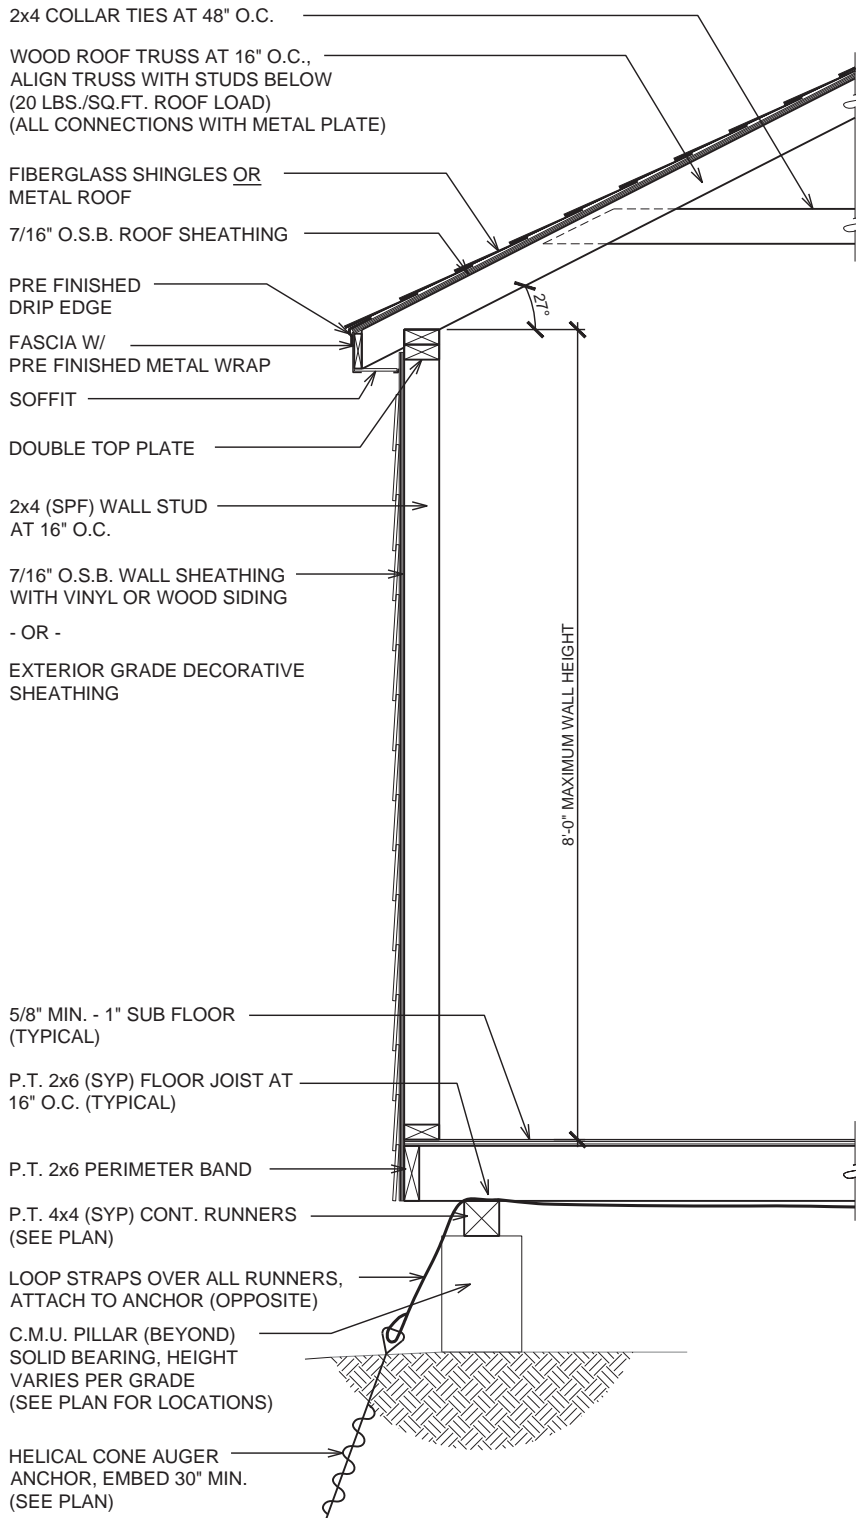 2x4 COLLAR TIES AT 48" O.C.
WOOD ROOF TRUSS AT 16" O.C.,
ALIGN TRUSS WITH STUDS BELOW
(20 LBS./SQ.FT. ROOF LOAD)
(ALL CONNECTIONS WITH METAL PLATE)
FIBERGLASS SHINGLES OR
METAL ROOF
7/16" O.S.B. ROOF SHEATHING
PRE FINISHED
DRIP EDGE
27°
FASCIA W/
PRE FINISHED METAL WRAP
SOFFIT
DOUBLE TOP PLATE
2x4 (SPF) WALL STUD
AT 16" O.C.
7/16" O.S.B. WALL SHEATHING
WITH VINYL OR WOOD SIDING
- OR -
EXTERIOR GRADE DECORATIVE
SHEATHING
8'-0" MAXIMUM WALL HEIGHT
5/8" MIN. - 1" SUB FLOOR
(TYPICAL)
P.T. 2x6 (SYP) FLOOR JOIST AT
16" O.C. (TYPICAL)
P.T. 2x6 PERIMETER BAND
P.T. 4x4 (SYP) CONT. RUNNERS
(SEE PLAN)
LOOP STRAPS OVER ALL RUNNERS,
ATTACH TO ANCHOR (OPPOSITE)
C.M.U. PILLAR (BEYOND)
SOLID BEARING, HEIGHT
VARIES PER GRADE
(SEE PLAN FOR LOCATIONS)
HELICAL CONE AUGER
ANCHOR, EMBED 30" MIN.
(SEE PLAN)